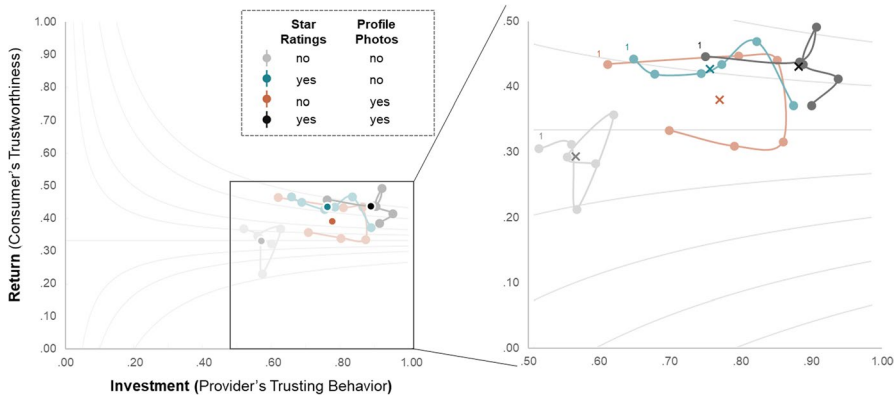 Star Ratings
Profile Photos
no no
yes no
no yes
yes yes
Return (Consumer's Trustworthiness)
1.00
.90
.80
.70
.60
.50
.40
.30
.20
.10
.00
.00 .20 .40 .60 .80 1.00
Investment (Provider's Trusting Behavior)
.50
.40
.30
.20
.10
.00
1
1
1
1
.50 .60 .70 .80 .90 1.00